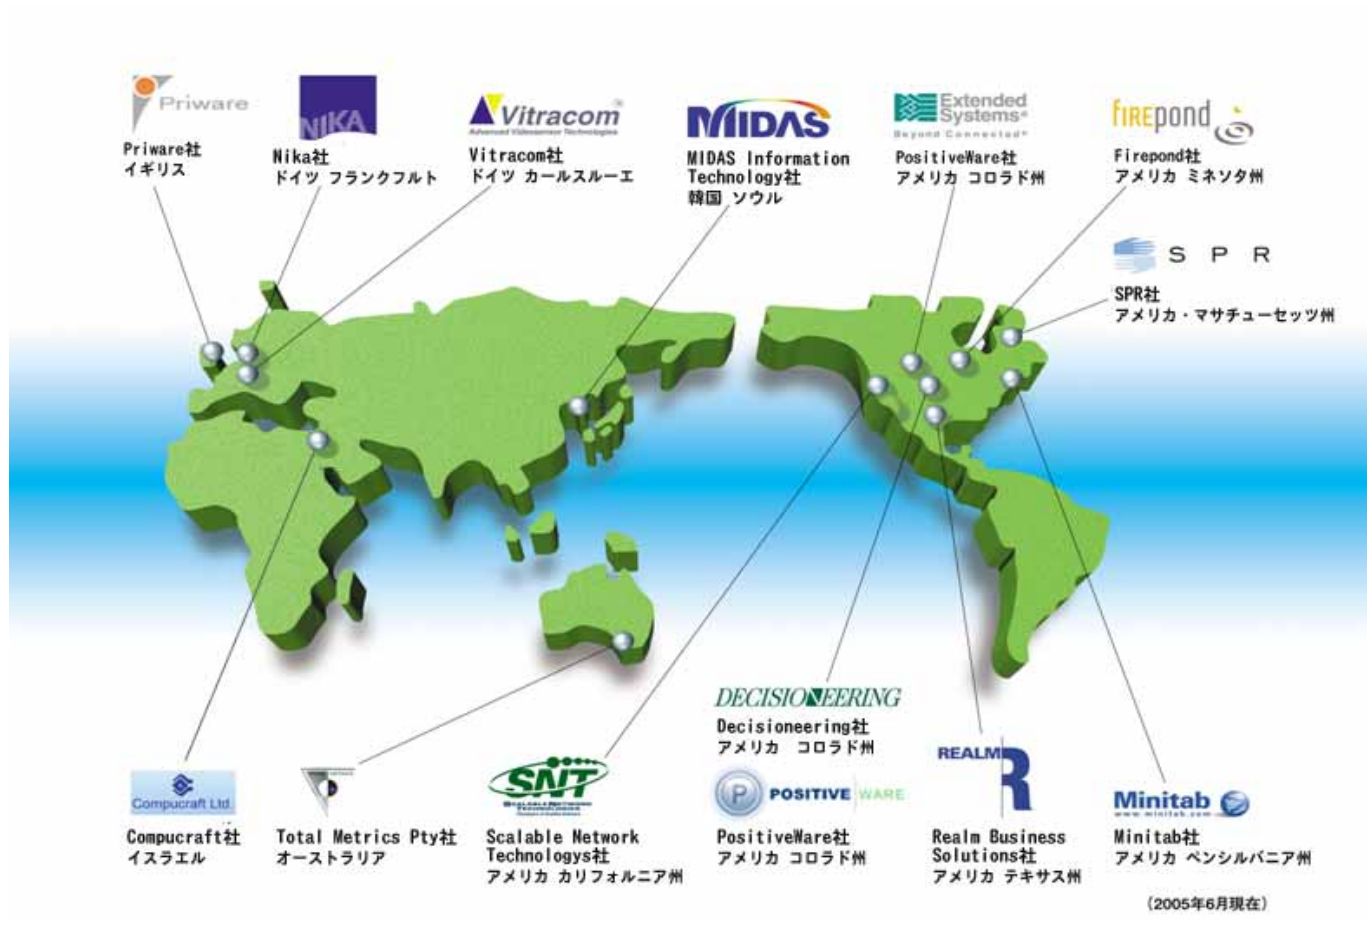 Priware
Priware社
イギリス
NIKA
Nika社
ドイツ フランクフルト
Vitracom
Advanced Videosensor Technologies
Vitracom社
ドイツ カールスルーエ
MIDAS
MIDAS Information
Technology社
韓国 ソウル
Extended
Systems
Beyond Connected
PositiveWare社
アメリカ コロラド州
FIREpond
Firepond社
アメリカ ミネソタ州
S P R
SPR社
アメリカ・マサチューセッツ州
Compucraft Ltd.
Compucraft社
イスラエル
Total Metrics Pty社
オーストラリア
SNT
SCALABLE NETWORK
TECHNOLOGIES
Scalable Network
Technologys社
アメリカ カリフォルニア州
DECISIONEERING
Decisioneering社
アメリカ コロラド州
P POSITIVE WARE
PositiveWare社
アメリカ コロラド州
REALM
R
Realm Business
Solutions社
アメリカ テキサス州
Minitab
www.minitab.com
Minitab社
アメリカ ペンシルバニア州
(2005年6月現在)